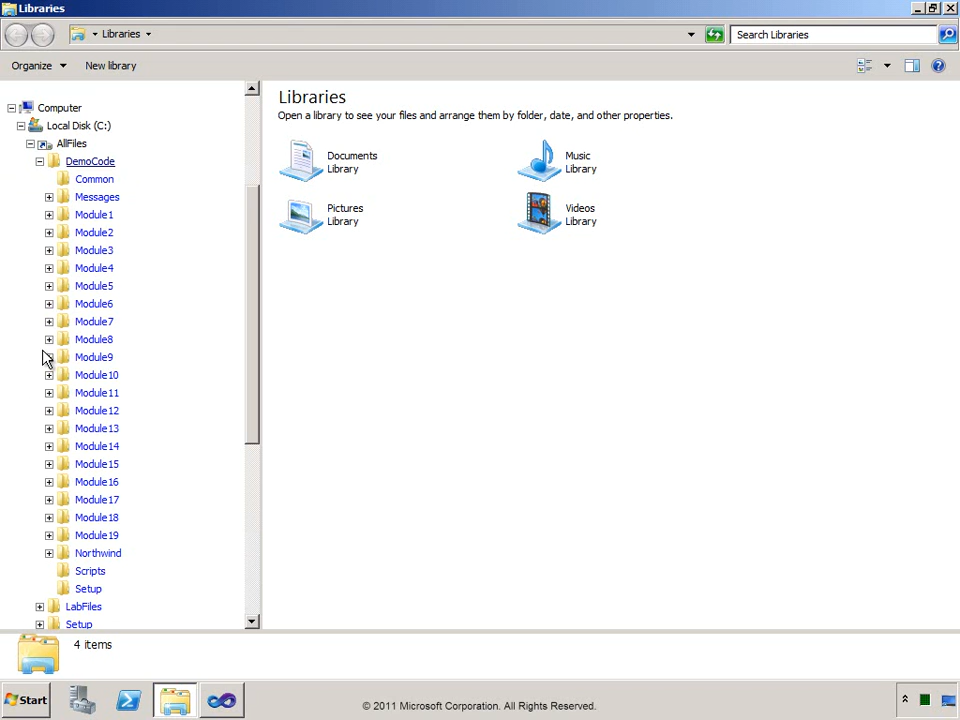 Libraries
Libraries
Search Libraries
Organize
New library
Computer
Local Disk (C:)
AllFiles
DemoCode
Common
Messages
Module1
Module2
Module3
Module4
Module5
Module6
Module7
Module8
Module9
Module10
Module11
Module12
Module13
Module14
Module15
Module16
Module17
Module18
Module19
Northwind
Scripts
Setup
LabFiles
Setup
Libraries
Open a library to see your files and arrange them by folder, date, and other properties.
Documents
Library
Music
Library
Pictures
Library
Videos
Library
4 items
Start
© 2011 Microsoft Corporation. All Rights Reserved.